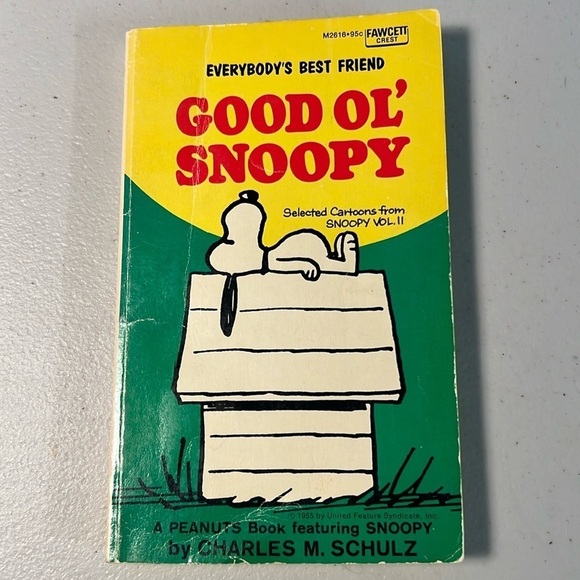 M2616•95c FAWCETT
CREST
EVERYBODY'S BEST FRIEND
GOOD OL'
SNOOPY
Selected Cartoons from
SNOOPY VOL. II
© 1955 by United Feature Syndicate, Inc.
A PEANUTS Book featuring SNOOPY
by CHARLES M. SCHULZ